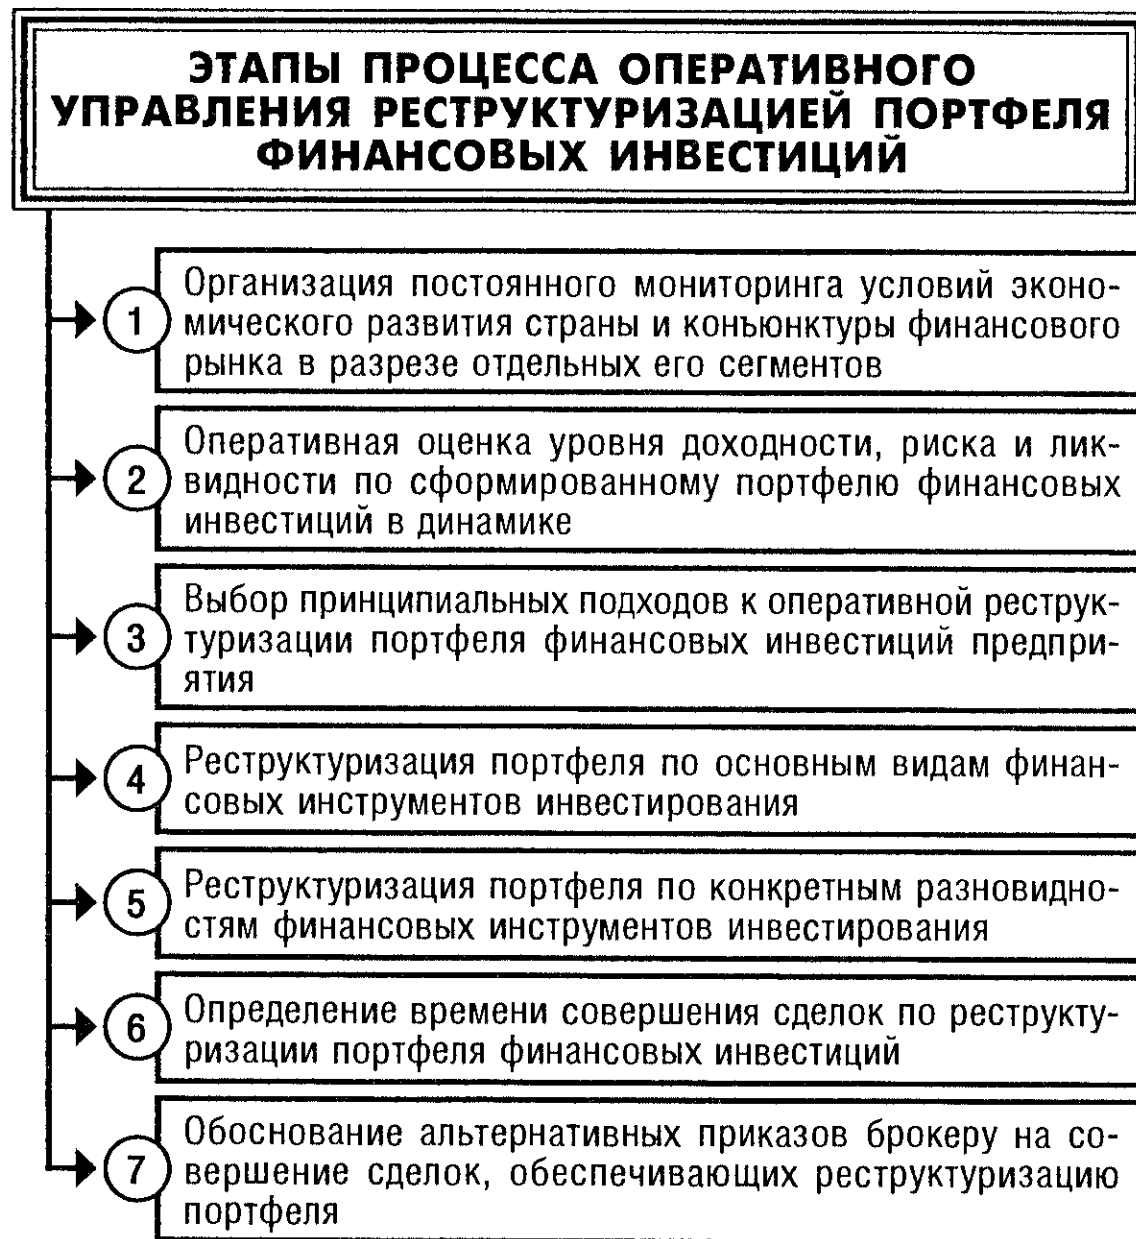 ЭТАПЫ ПРОЦЕССА ОПЕРАТИВНОГО
УПРАВЛЕНИЯ РЕСТРУКТУРИЗАЦИЕЙ ПОРТФЕЛЯ
ФИНАНСОВЫХ ИНВЕСТИЦИЙ
1
Организация постоянного мониторинга условий эконо-
мического развития страны и конъюнктуры финансового
рынка в разрезе отдельных его сегментов
2
Оперативная оценка уровня доходности, риска и лик-
видности по сформированному портфелю финансовых
инвестиций в динамике
3
Выбор принципиальных подходов к оперативной реструк-
туризации портфеля финансовых инвестиций предпри-
ятия
4
Реструктуризация портфеля по основным видам финан-
совых инструментов инвестирования
5
Реструктуризация портфеля по конкретным разновидно-
стям финансовых инструментов инвестирования
6
Определение времени совершения сделок по реструкту-
ризации портфеля финансовых инвестиций
7
Обоснование альтернативных приказов брокеру на со-
вершение сделок, обеспечивающих реструктуризацию
портфеля